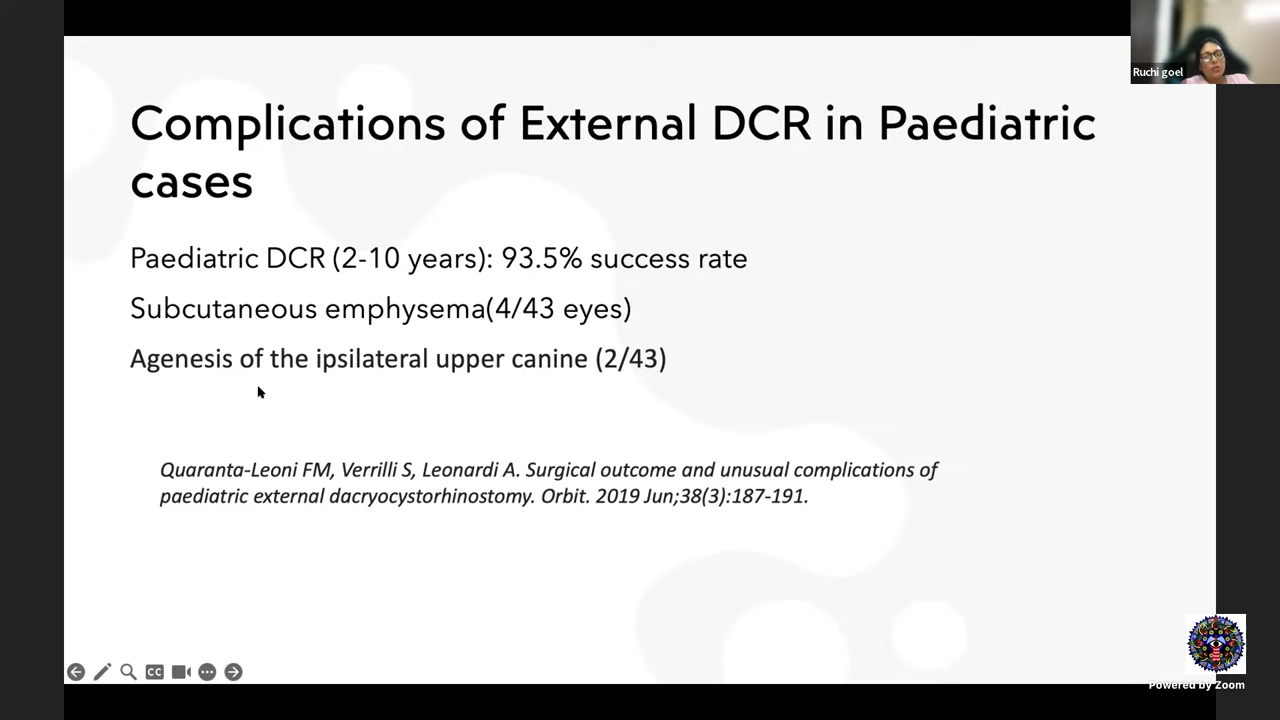 Ruchi goel
Complications of External DCR in Paediatric
cases
Paediatric DCR (2-10 years): 93.5% success rate
Subcutaneous emphysema(4/43 eyes)
Agenesis of the ipsilateral upper canine (2/43)
Quaranta-Leoni FM, Verrilli S, Leonardi A. Surgical outcome and unusual complications of
paediatric external dacryocystorhinostomy. Orbit. 2019 Jun;38(3):187-191.
CC
Powered by Zoom